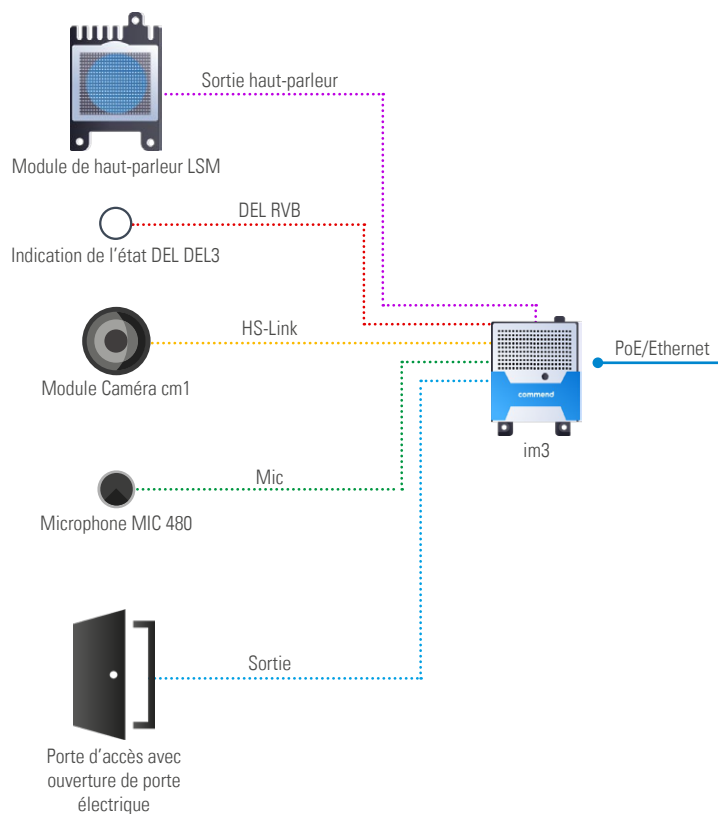 Sortie haut-parleur
Module de haut-parleur LSM
DEL RVB
Indication de l’état DEL DEL3
HS-Link
PoE/Ethernet
Module Caméra cm1
commend
im3
Mic
Microphone MIC 480
Sortie
Porte d’accès avec
ouverture de porte
électrique